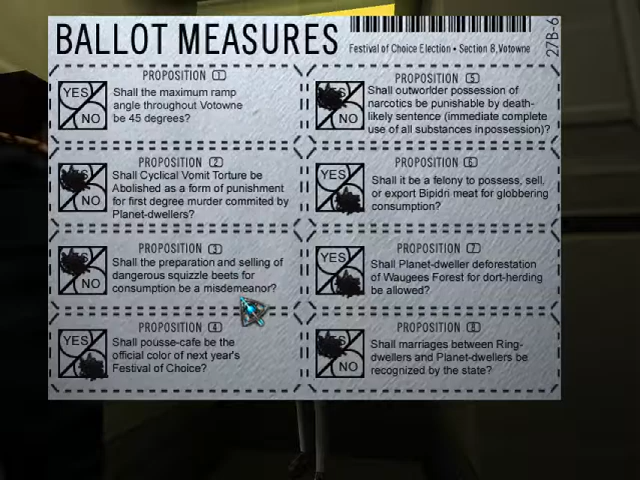 BALLOT MEASURES
Festival of Choice Election • Section 8, Votowne
27B-6
PROPOSITION 1
YES
NO
Shall the maximum ramp
angle throughout Votowne
be 45 degrees?
PROPOSITION 2
NO
Shall Cyclical Vomit Torture be
Abolished as a form of punishment
for first degree murder commited by
Planet-dwellers?
PROPOSITION 3
NO
Shall the preparation and selling of
dangerous squizzle beets for
consumption be a misdemeanor?
PROPOSITION 4
YES
Shall pousse-cafe be the
official color of next year's
Festival of Choice?
PROPOSITION 5
NO
Shall outworlder possession of
narcotics be punishable by death-
likely sentence (immediate complete
use of all substances inpossession)?
PROPOSITION 6
YES
Shall it be a felony to possess, sell,
or export Bipidri meat for globbering
consumption?
PROPOSITION 7
YES
Shall Planet-dweller deforestation
of Waugees Forest for dort-herding
be allowed?
PROPOSITION 8
NO
Shall marriages between Ring-
dwellers and Planet-dwellers be
recognized by the state?